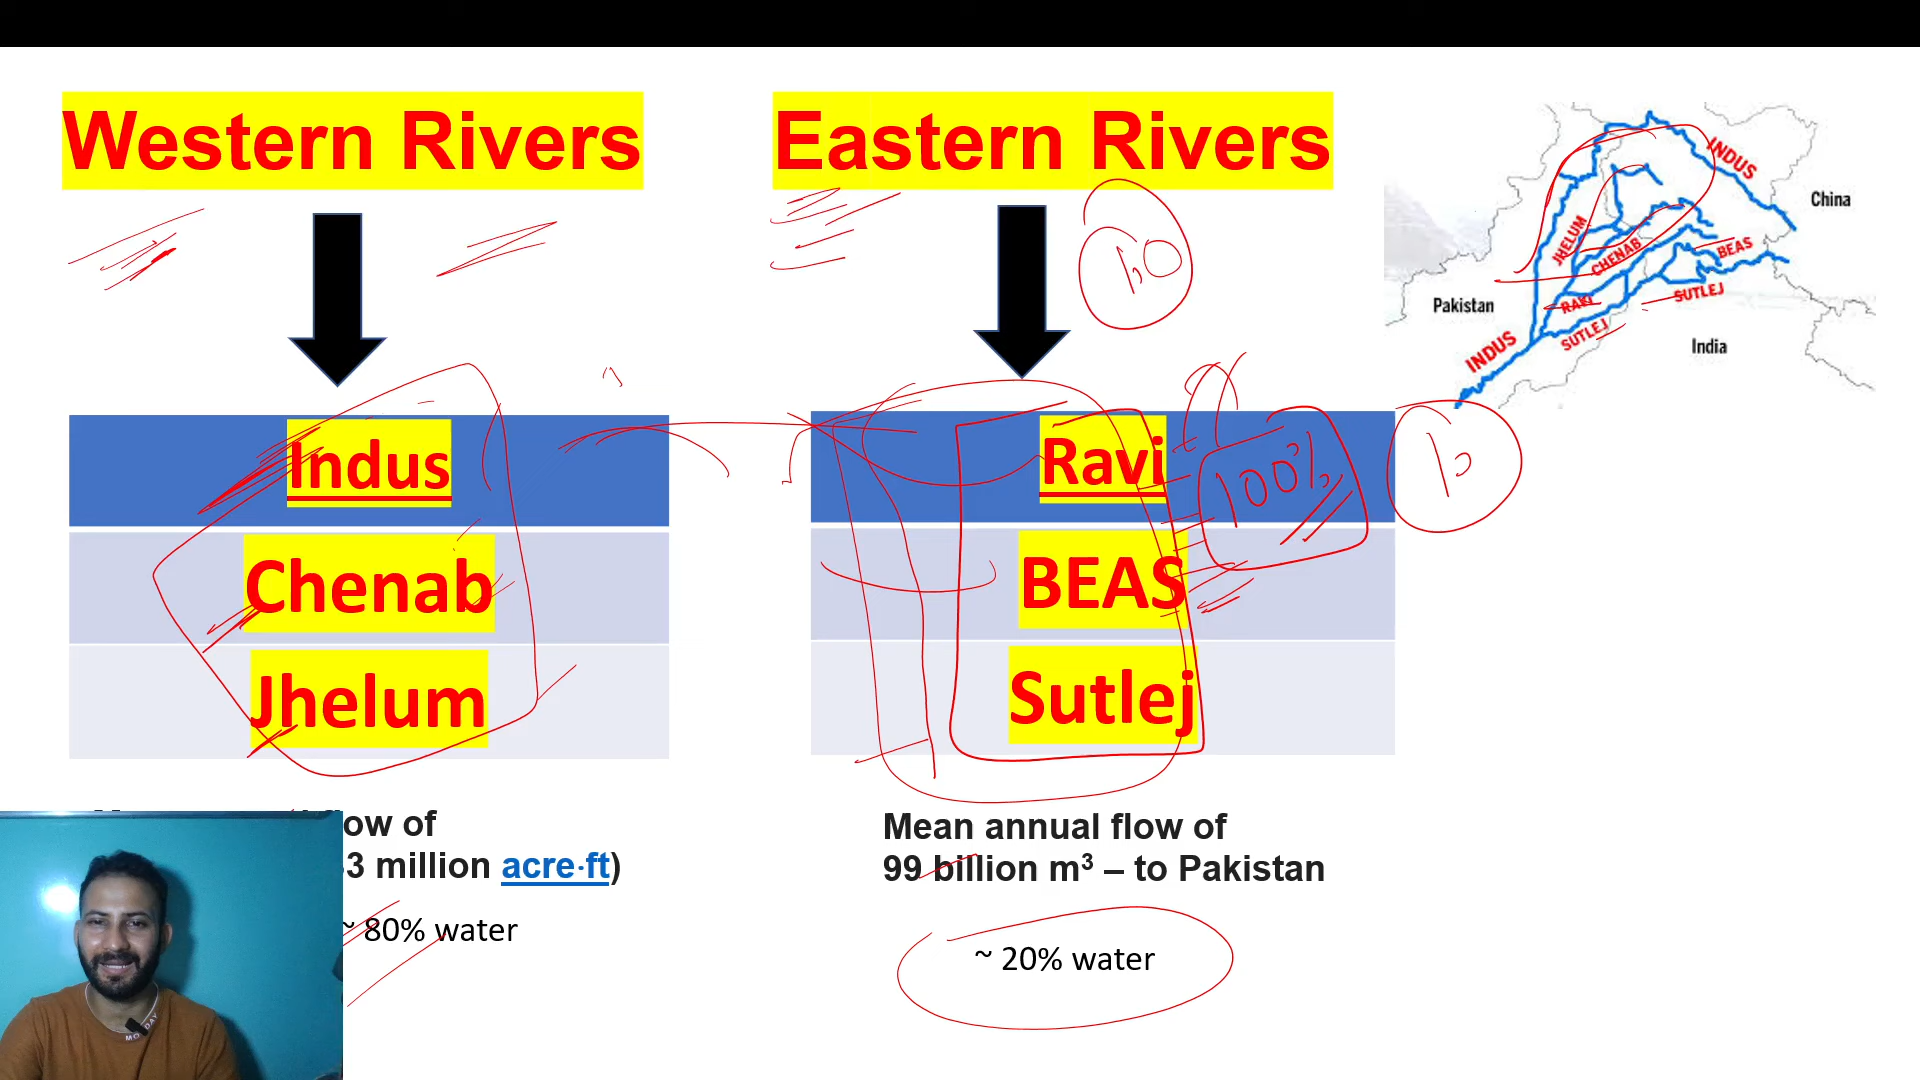 Western Rivers
Indus
Chenab
Jhelum
flow of
3 million acre·ft)
~ 80% water
Eastern Rivers
Ravi
BEAS
Sutlej
100%
Mean annual flow of
99 billion m³ – to Pakistan
~ 20% water
INDUS
China
JHELUM
CHENAB
BEAS
Pakistan
RAVI
SUTLEJ
SUTLEJ
INDUS
India
MONDAY